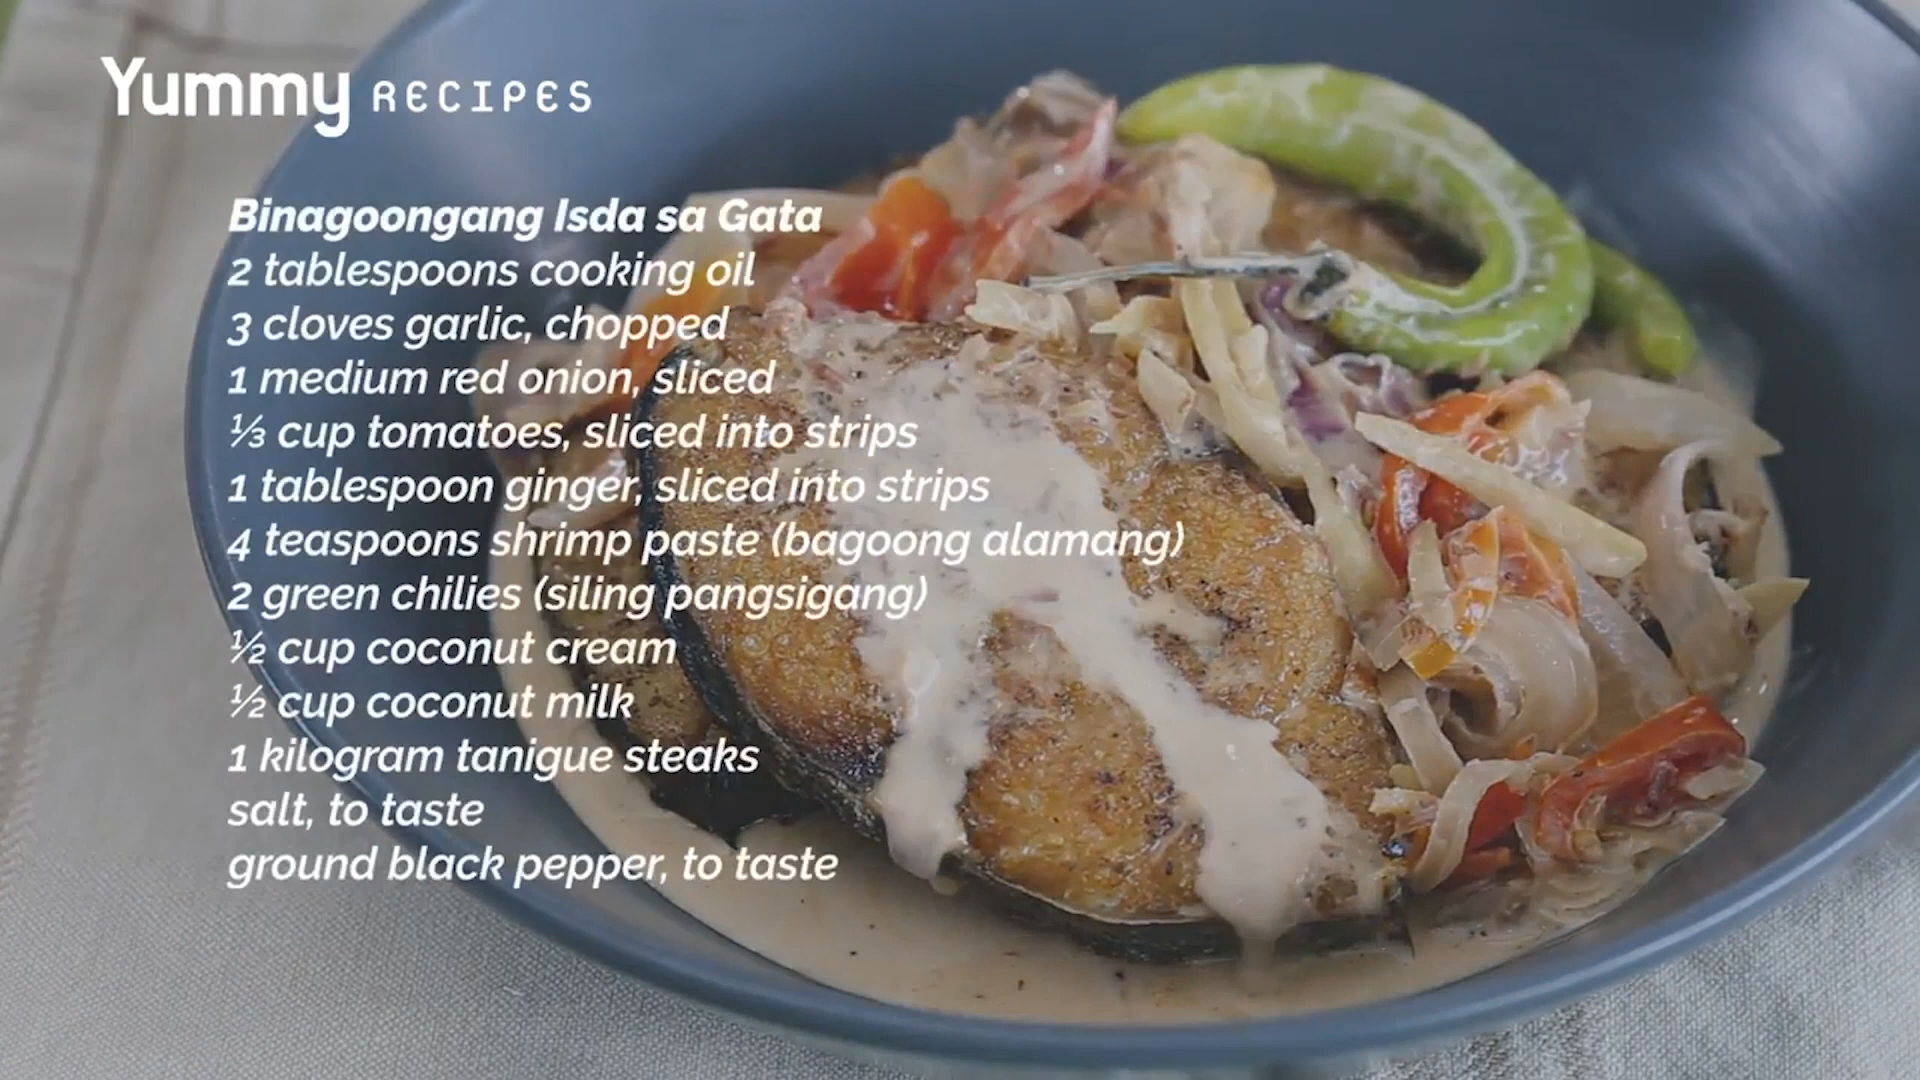 Yummy RECIPES
Binagoongang Isda sa Gata
2 tablespoons cooking oil
3 cloves garlic, chopped
1 medium red onion, sliced
⅓ cup tomatoes, sliced into strips
1 tablespoon ginger, sliced into strips
4 teaspoons shrimp paste (bagoong alamang)
2 green chilies (siling pangsigang)
½ cup coconut cream
½ cup coconut milk
1 kilogram tanigue steaks
salt, to taste
ground black pepper, to taste